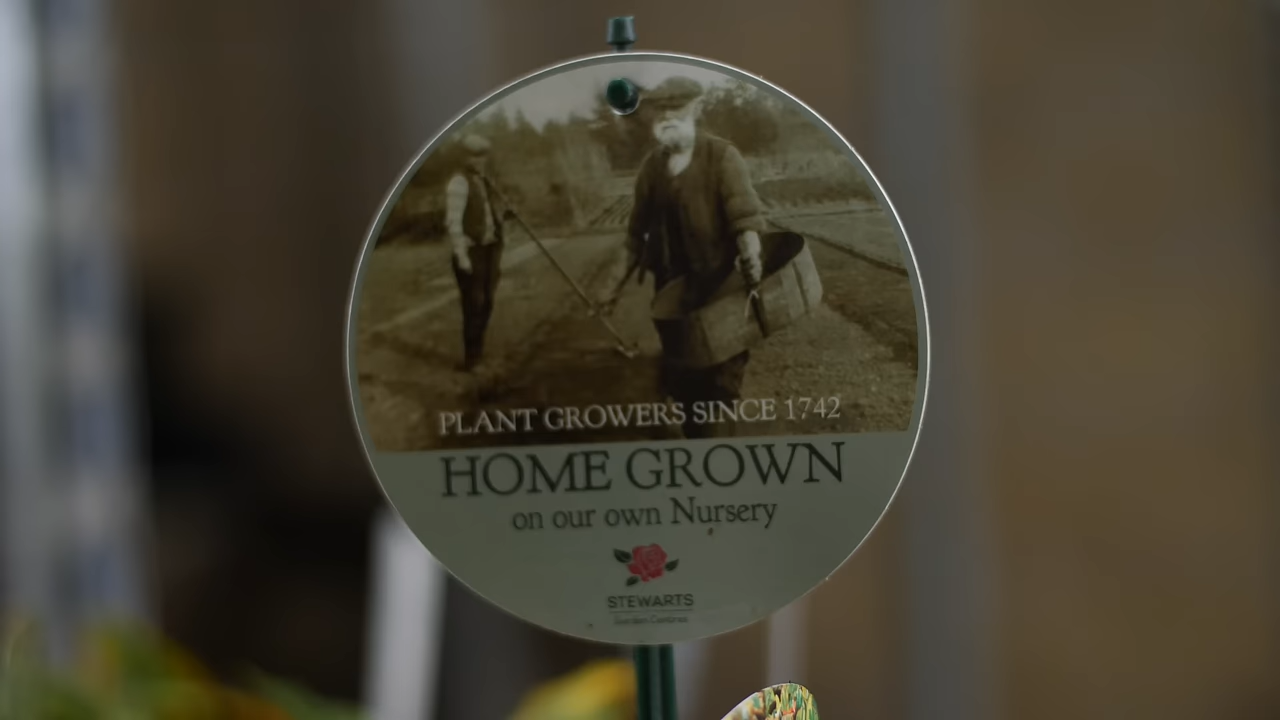 PLANT GROWERS SINCE 1742
HOME GROWN
on our own Nursery
STEWARTS
Garden Centres